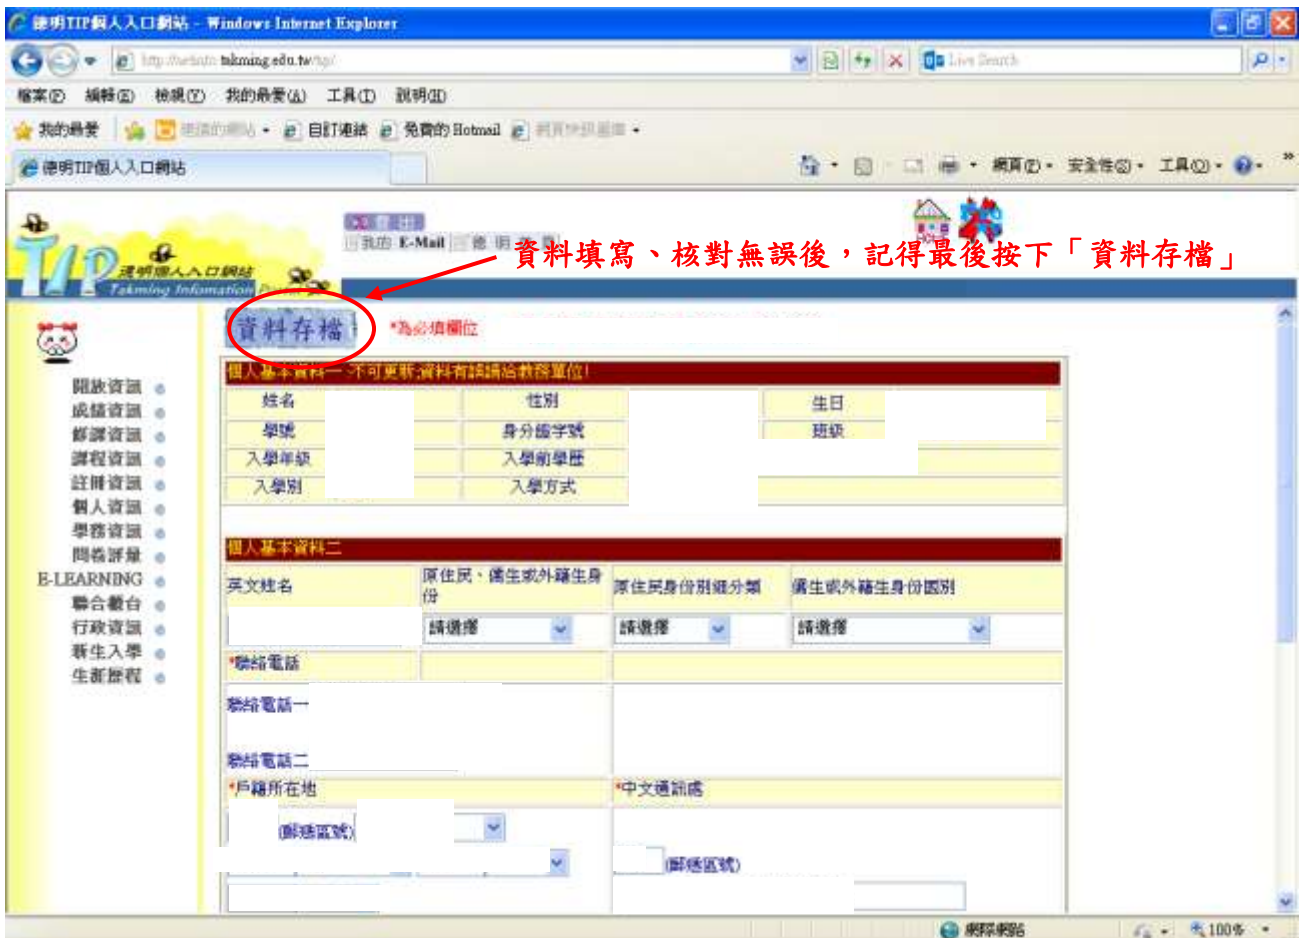 德明TIP個人入口網站 - Windows Internet Explorer
takming.edu.tw/tip/
Live Search
檔案(F) 編輯(E) 檢視(V) 我的最愛(A) 工具(T) 說明(H)
我的最愛 自訂連結 免費的 Hotmail
德明TIP個人入口網站 網頁(P) 安全性(S) 工具(O)
TIP
德明個人入口網站
Takming Infomation
我的 E-Mail
資料填寫、核對無誤後，記得最後按下「資料存檔」
資料存檔 *為必填欄位
開放資訊
成績資訊
修課資訊
課程資訊
註冊資訊
個人資訊
學務資訊
問卷評量
E-LEARNING
聯合櫃台
行政資訊
新生入學
生涯歷程
個人基本資料一 不可更新;資料有誤請洽教務單位!
姓名 性別 生日
學號 身分證字號 班級
入學年級 入學前學歷
入學別 入學方式
個人基本資料二
英文姓名 原住民、僑生或外籍生身份 原住民身份別細分類 僑生或外籍生身份國別
請選擇 請選擇 請選擇
*聯絡電話
聯絡電話一
聯絡電話二
*戶籍所在地 *中文通訊處
(郵遞區號)
(郵遞區號)
網際網路 100%